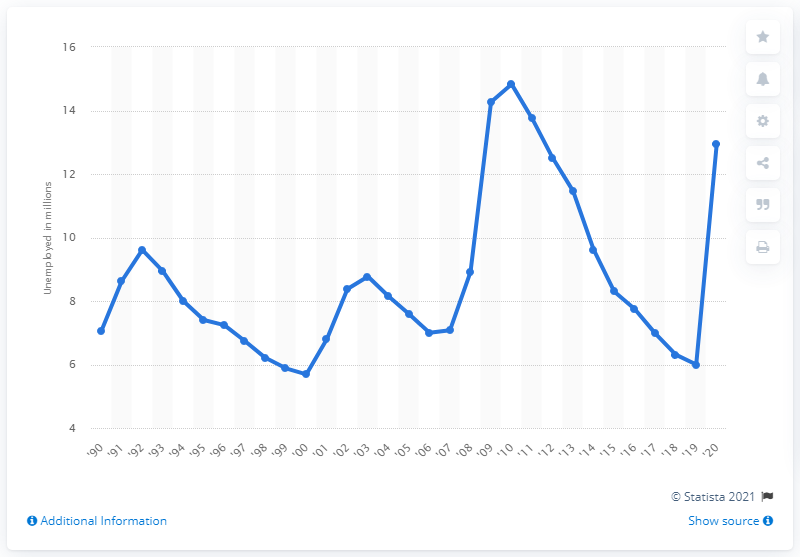 16
14
12
10
8
6
4
Unemployed in millions
'90 '91 '92 '93 '94 '95 '96 '97 '98 '99 '00 '01 '02 '03 '04 '05 '06 '07 '08 '09 '10 '11 '12 '13 '14 '15 '16 '17 '18 '19 '20
© Statista 2021
Additional Information
Show source